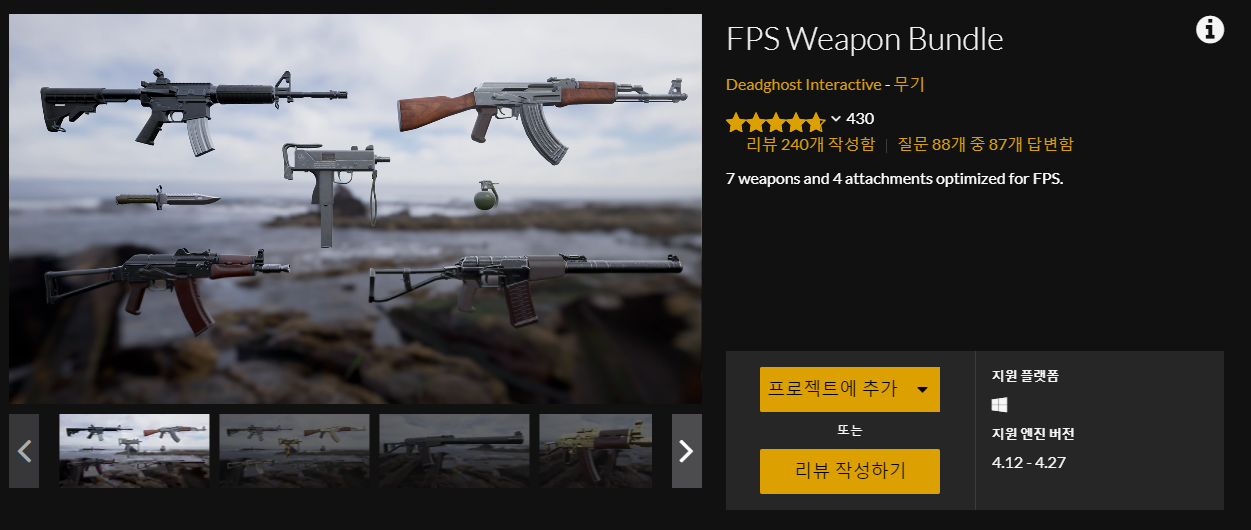 FPS Weapon Bundle
Deadghost Interactive - 무기
430
리뷰 240개 작성함 | 질문 88개 중 87개 답변함
7 weapons and 4 attachments optimized for FPS.
프로젝트에 추가
또는
리뷰 작성하기
지원 플랫폼
지원 엔진 버전
4.12 - 4.27